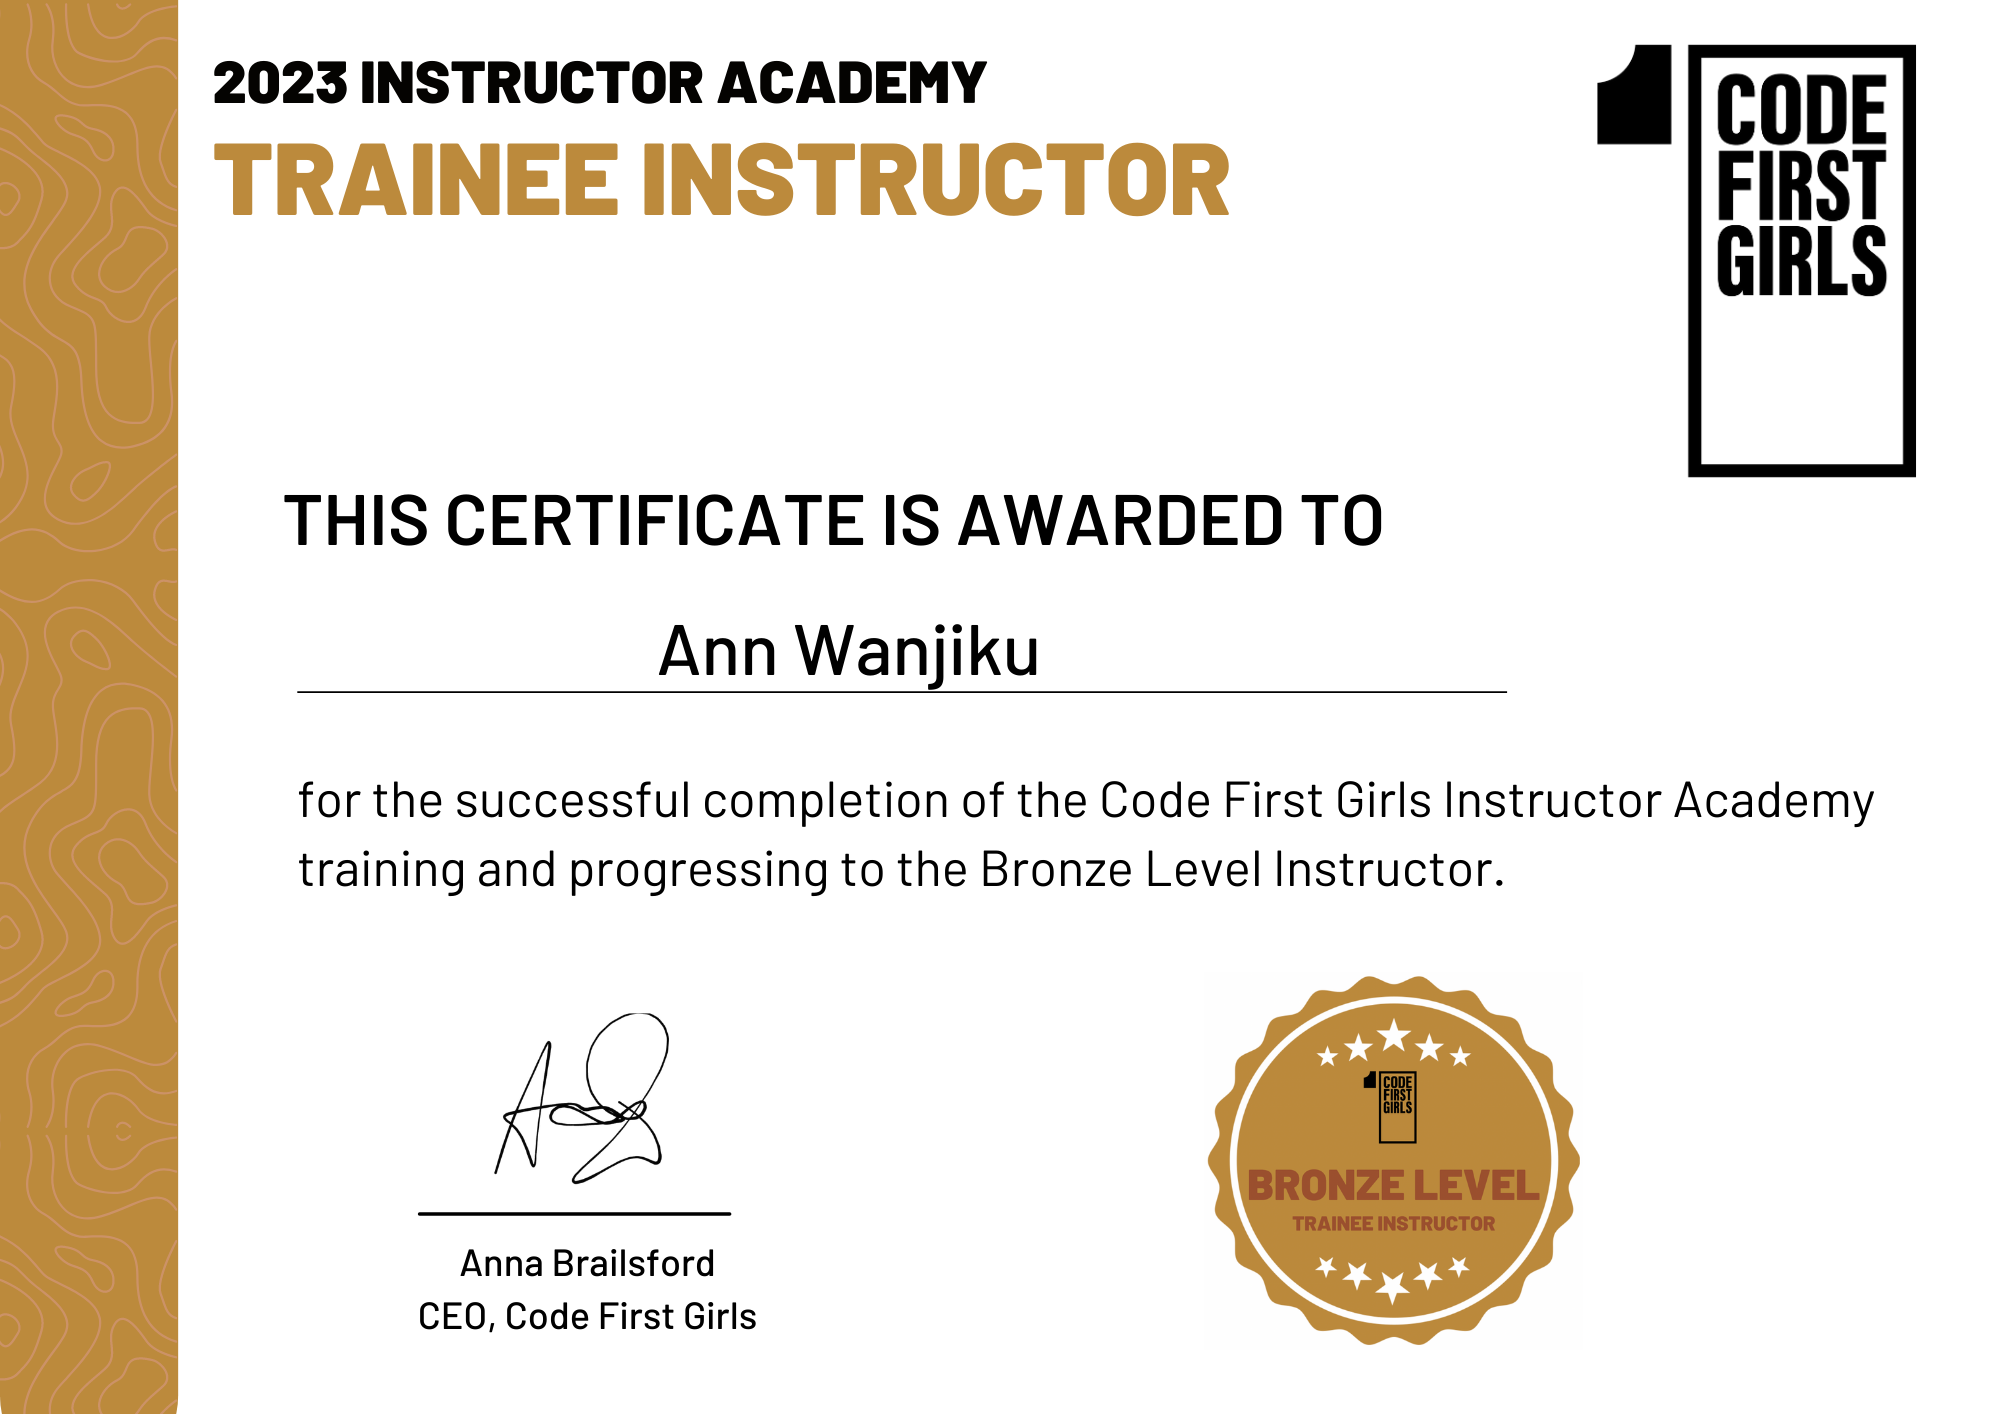 2023 INSTRUCTOR ACADEMY
TRAINEE INSTRUCTOR
CODE
FIRST
GIRLS
THIS CERTIFICATE IS AWARDED TO
Ann Wanjiku
for the successful completion of the Code First Girls Instructor Academy
training and progressing to the Bronze Level Instructor.
Anna Brailsford
CEO, Code First Girls
CODE
FIRST
GIRLS
BRONZE LEVEL
TRAINEE INSTRUCTOR